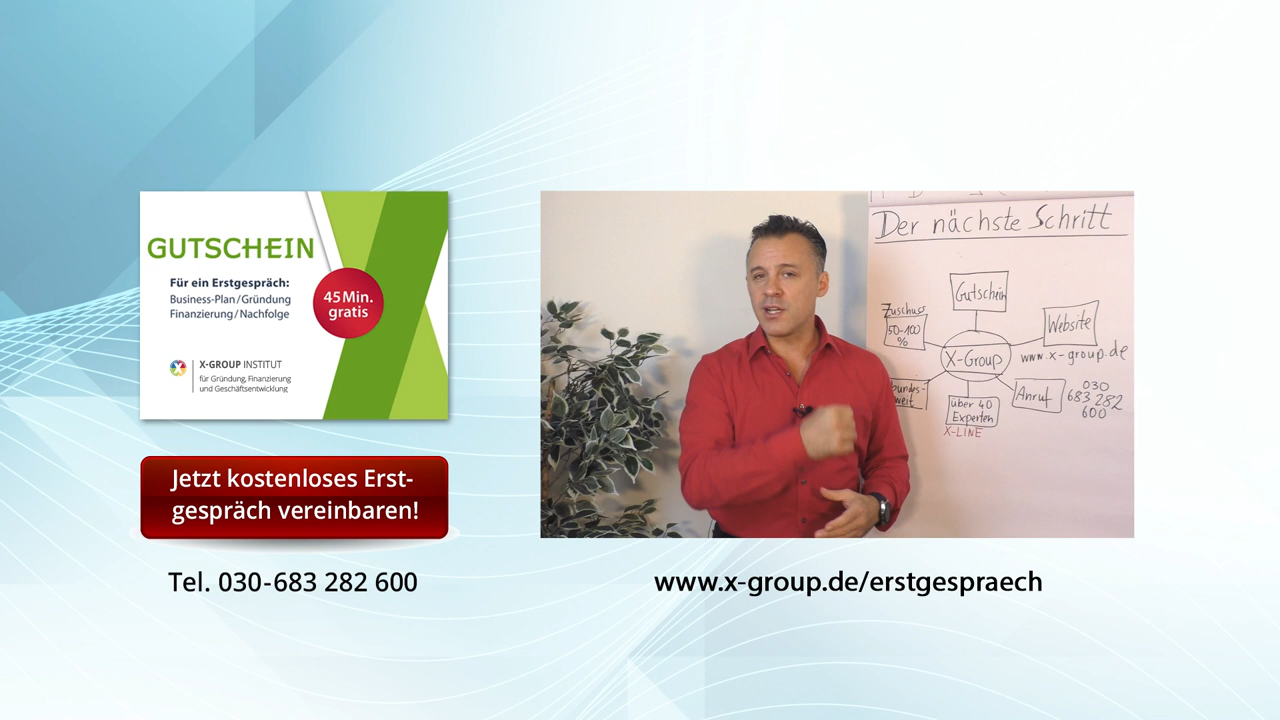 GUTSCHEIN
Für ein Erstgespräch:
Business-Plan/Gründung
Finanzierung/Nachfolge
45 Min.
gratis
X-GROUP INSTITUT
für Gründung, Finanzierung
und Geschäftsentwicklung
Jetzt kostenloses Erst-
gespräch vereinbaren!
Tel. 030-683 282 600
Der nächste Schritt
Gutschein
Zuschuss
50-100
%
Website
www.x-group.de
X-Group
bundes-
weit
über 40
Experten
X-LINE
Anruf
030
683 282
600
www.x-group.de/erstgespraech